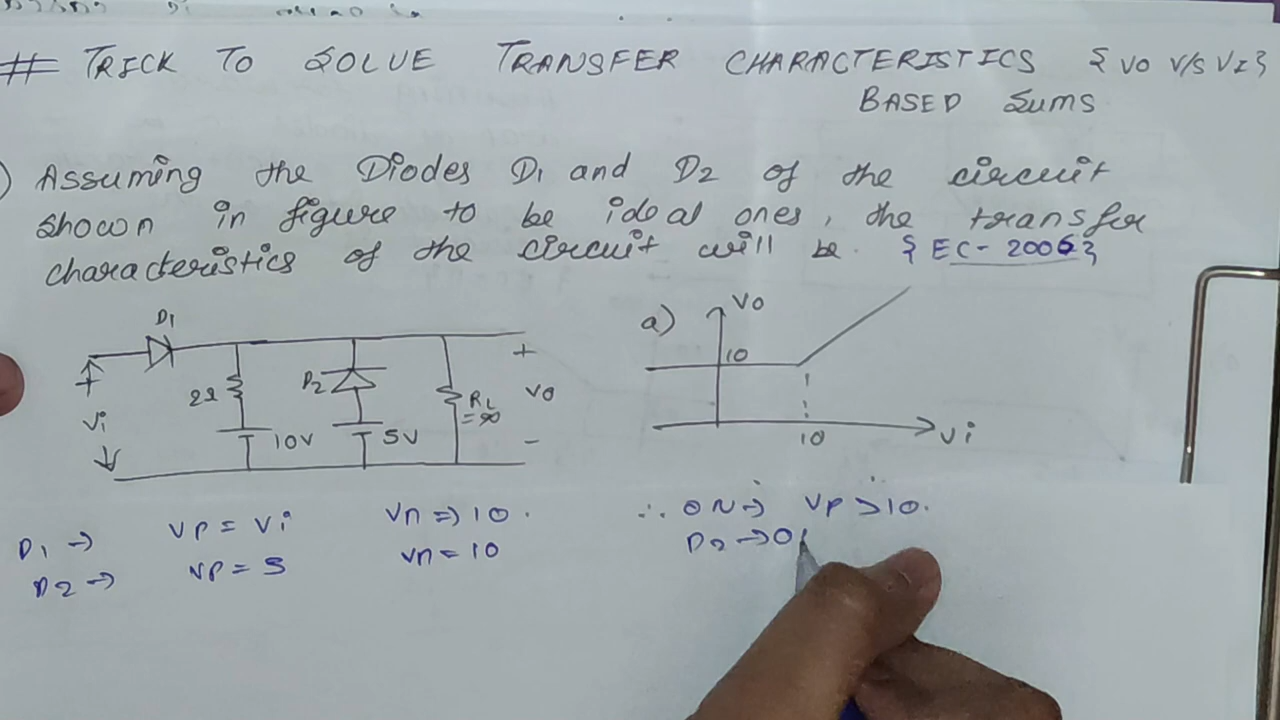 # TRICK TO SOLVE TRANSFER CHARACTERISTICS { VO V/S VI }
BASED SUMS
) Assuming the Diodes D1 and D2 of the circuit
shown in figure to be ideal ones, the transfer
characteristics of the circuit will be. { EC - 2006 }
D1
+
Vi
2Ω
10V
D2
5V
RL
= ∞
+
VO
-
a)
VO
10
10
Vi
D1 → VP = Vi Vn ⇒ 10.
D2 → VP = 5 Vn = 10
∴ ON → VP > 10.
D2 → O